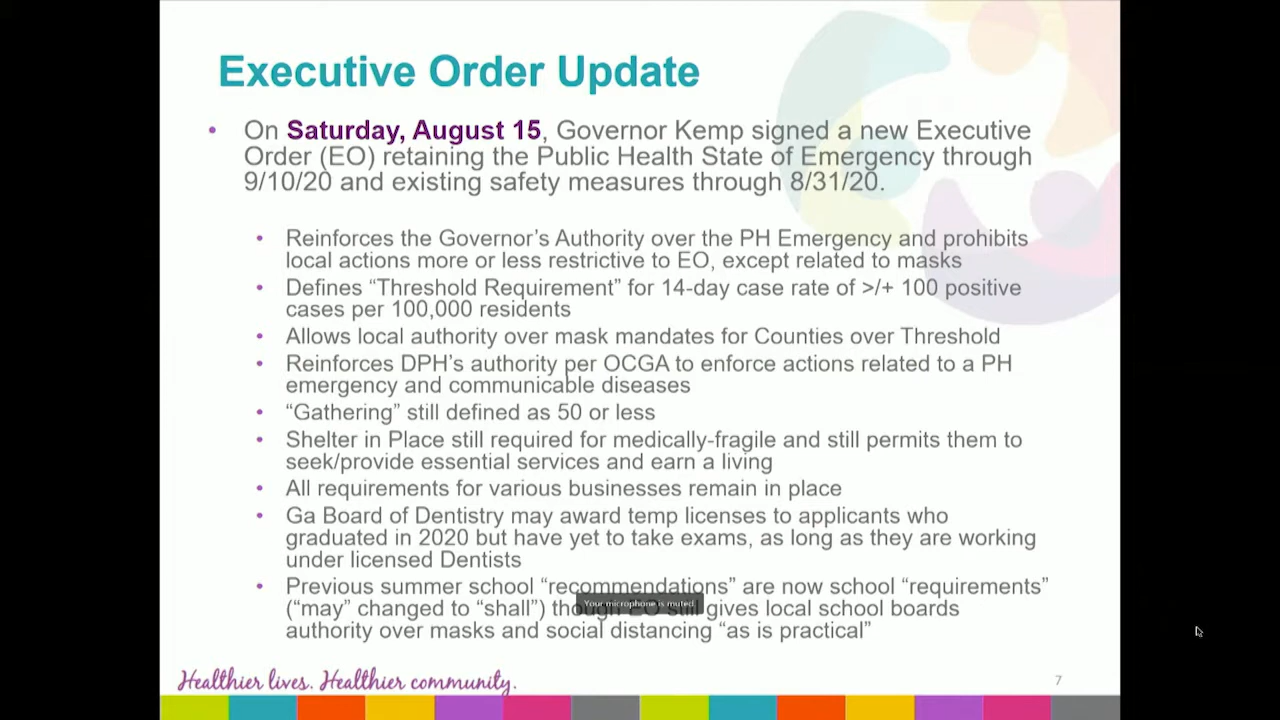 Executive Order Update
• On Saturday, August 15, Governor Kemp signed a new Executive
Order (EO) retaining the Public Health State of Emergency through
9/10/20 and existing safety measures through 8/31/20.
• Reinforces the Governor’s Authority over the PH Emergency and prohibits
local actions more or less restrictive to EO, except related to masks
• Defines “Threshold Requirement” for 14-day case rate of >/+ 100 positive
cases per 100,000 residents
• Allows local authority over mask mandates for Counties over Threshold
• Reinforces DPH’s authority per OCGA to enforce actions related to a PH
emergency and communicable diseases
• “Gathering” still defined as 50 or less
• Shelter in Place still required for medically-fragile and still permits them to
seek/provide essential services and earn a living
• All requirements for various businesses remain in place
• Ga Board of Dentistry may award temp licenses to applicants who
graduated in 2020 but have yet to take exams, as long as they are working
under licensed Dentists
• Previous summer school “recommendations” are now school “requirements”
(“may” changed to “shall”) though EO still gives local school boards
Your microphone is muted.
authority over masks and social distancing “as is practical”
Healthier lives. Healthier community.
7